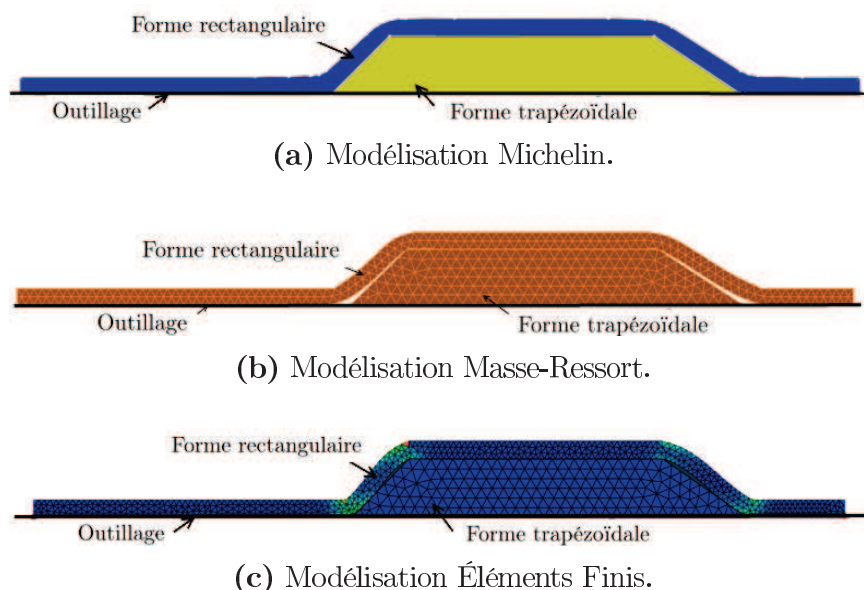 Forme rectangulaire
Outillage
Forme trapézoïdale
(a) Modélisation Michelin.
Forme rectangulaire
Outillage
Forme trapézoïdale
(b) Modélisation Masse-Ressort.
Forme rectangulaire
Outillage
Forme trapézoïdale
(c) Modélisation Éléments Finis.